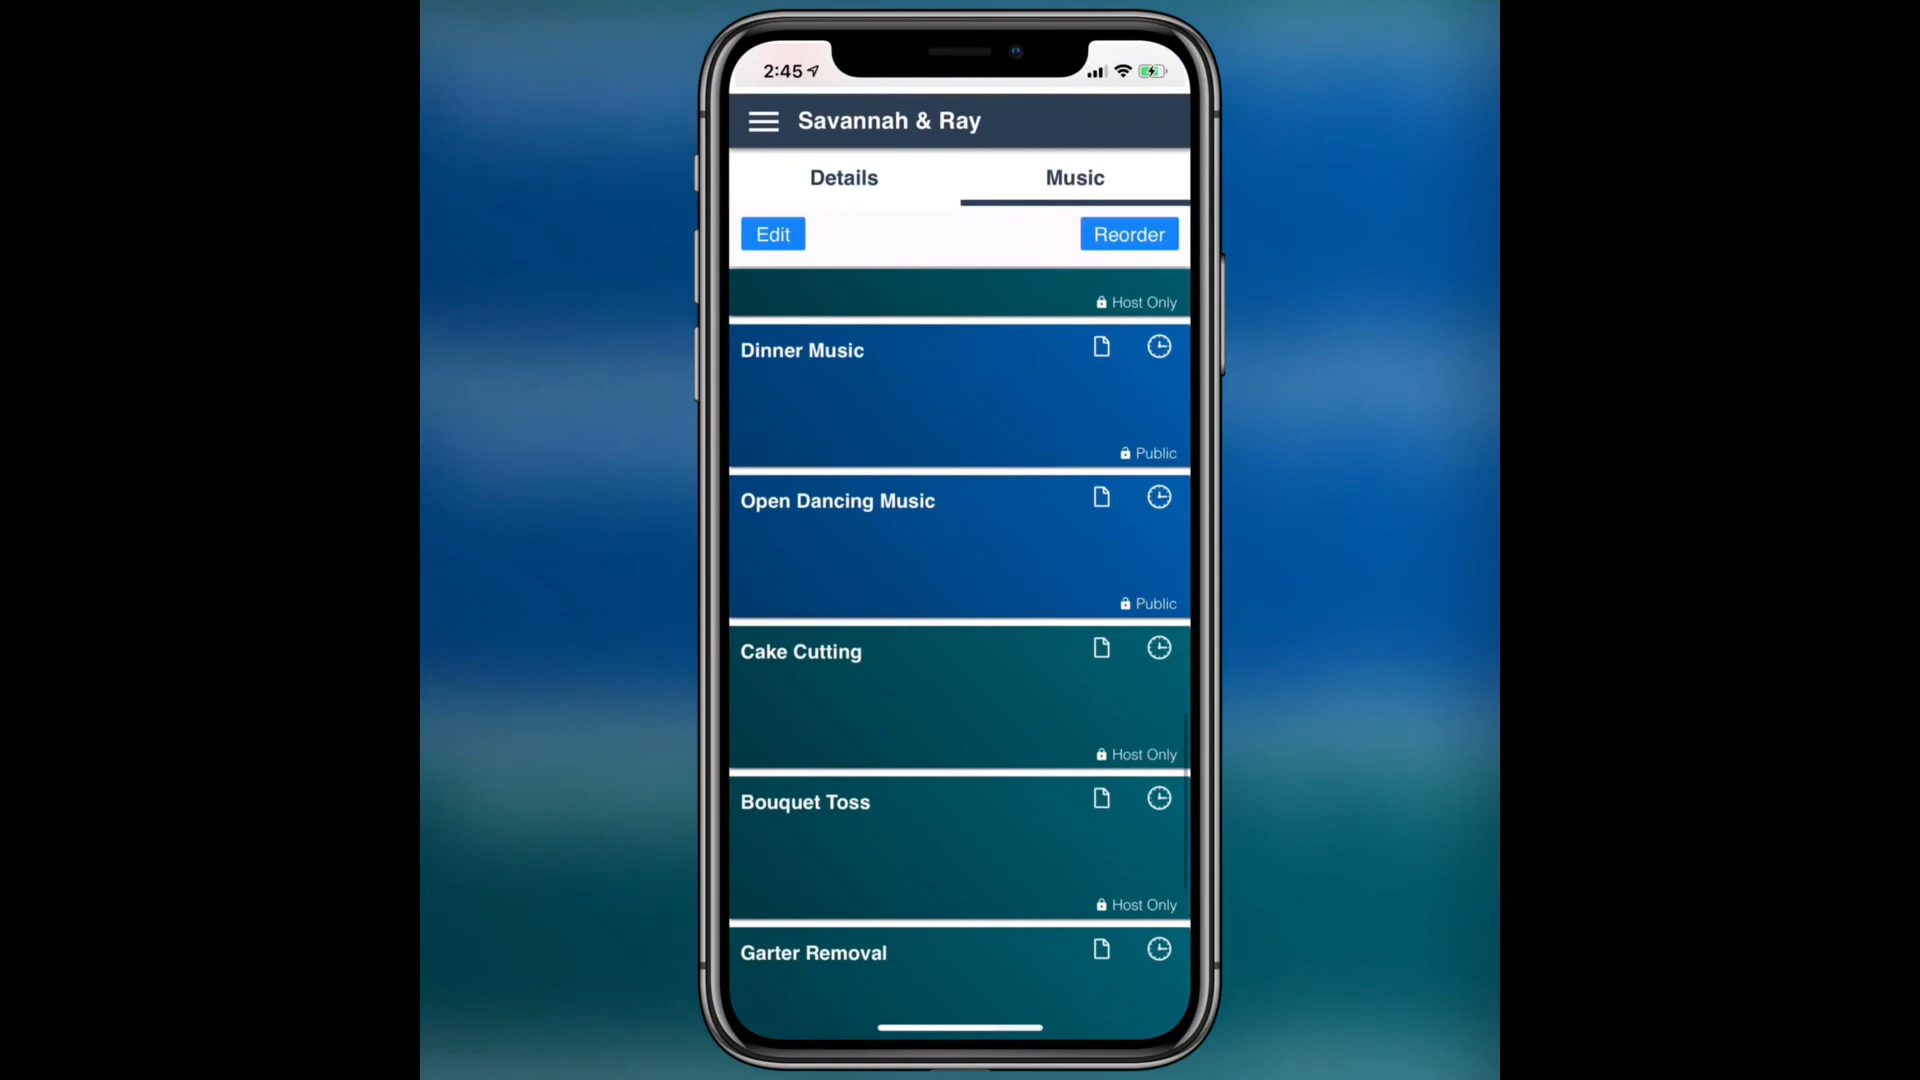 2:45
Savannah & Ray
Details Music
Edit Reorder
Host Only
Dinner Music
Public
Open Dancing Music
Public
Cake Cutting
Host Only
Bouquet Toss
Host Only
Garter Removal